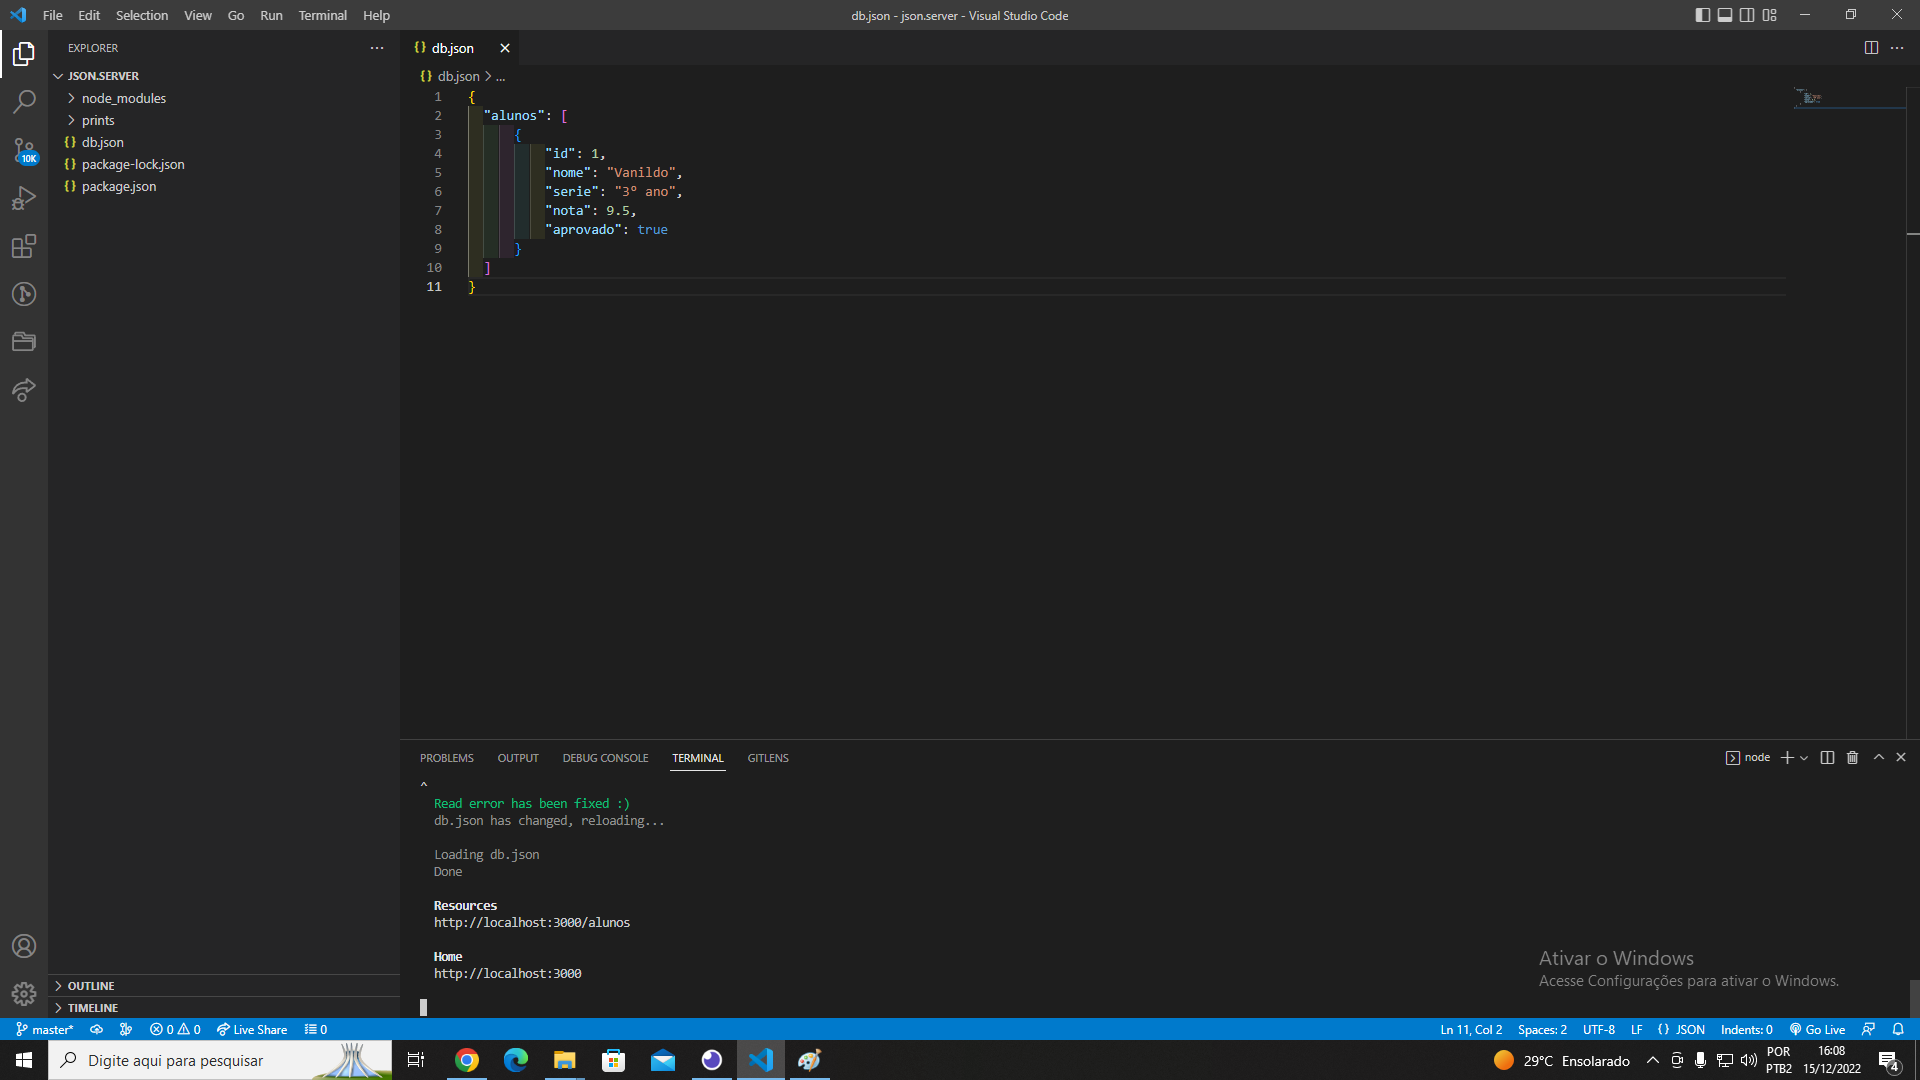 File Edit Selection View Go Run Terminal Help
db.json - json.server - Visual Studio Code
EXPLORER
JSON.SERVER
node_modules
prints
db.json
package-lock.json
package.json
10K
OUTLINE
TIMELINE
db.json
db.json > ...
1 {
2 "alunos": [
3 {
4 "id": 1,
5 "nome": "Vanildo",
6 "serie": "3º ano",
7 "nota": 9.5,
8 "aprovado": true
9 }
10 ]
11 }
PROBLEMS OUTPUT DEBUG CONSOLE TERMINAL GITLENS
node
^
Read error has been fixed :)
db.json has changed, reloading...
Loading db.json
Done
Resources
http://localhost:3000/alunos
Home
http://localhost:3000
Ativar o Windows
Acesse Configurações para ativar o Windows.
master* 0 0 Live Share 0
Ln 11, Col 2 Spaces: 2 UTF-8 LF {} JSON Indents: 0 Go Live
Digite aqui para pesquisar
29°C Ensolarado
POR
PTB2
16:08
15/12/2022
4